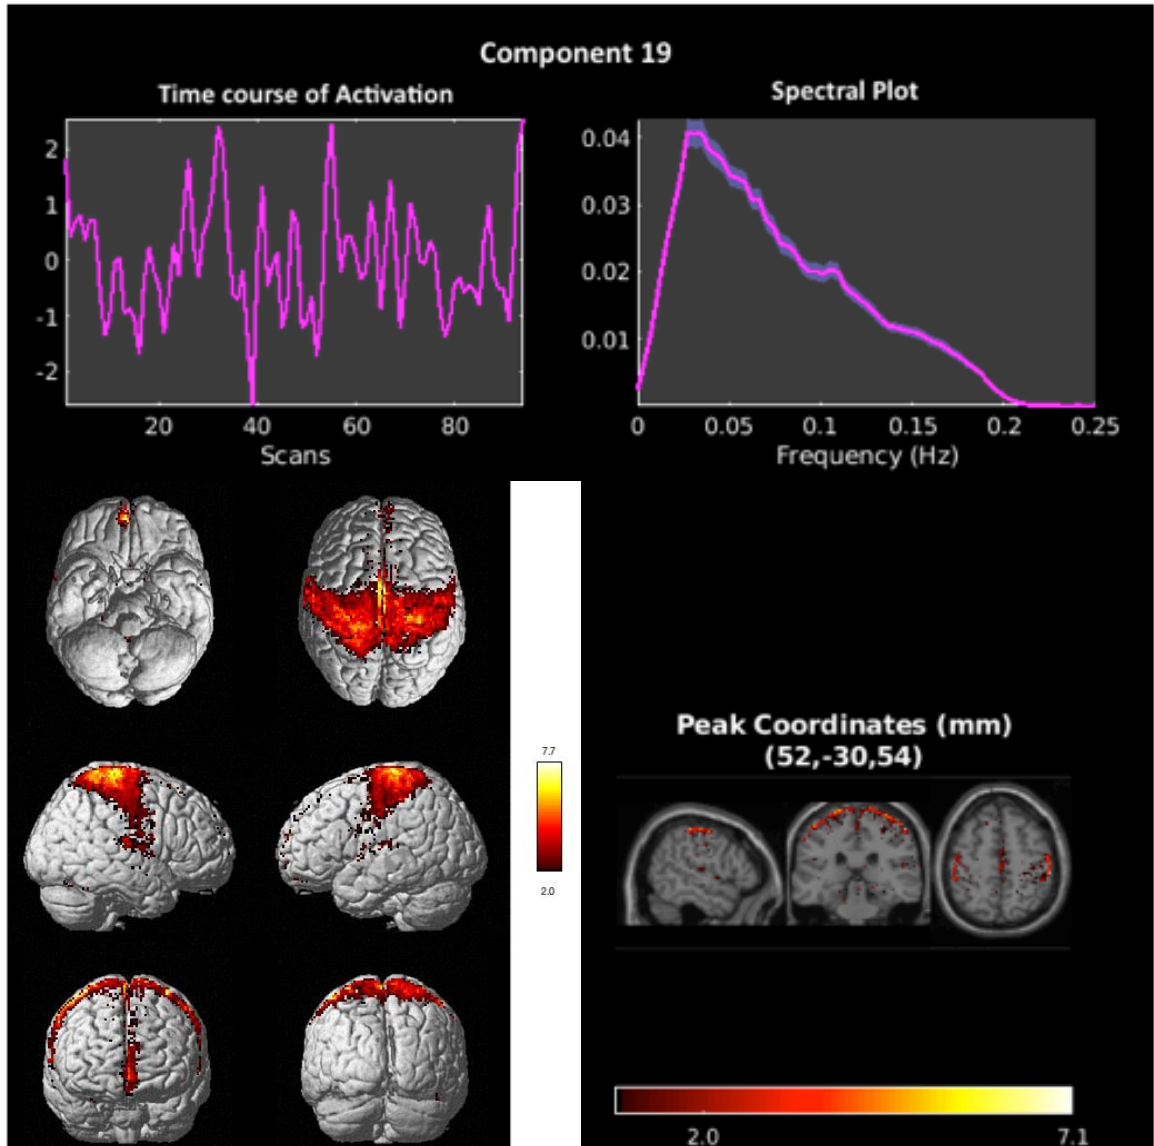 Component 19
Time course of Activation
Spectral Plot
2
1
0
-1
-2
20 40 60 80
Scans
0.04
0.03
0.02
0.01
0 0.05 0.1 0.15 0.2 0.25
Frequency (Hz)
7.7
2.0
Peak Coordinates (mm)
(52,-30,54)
2.0 7.1